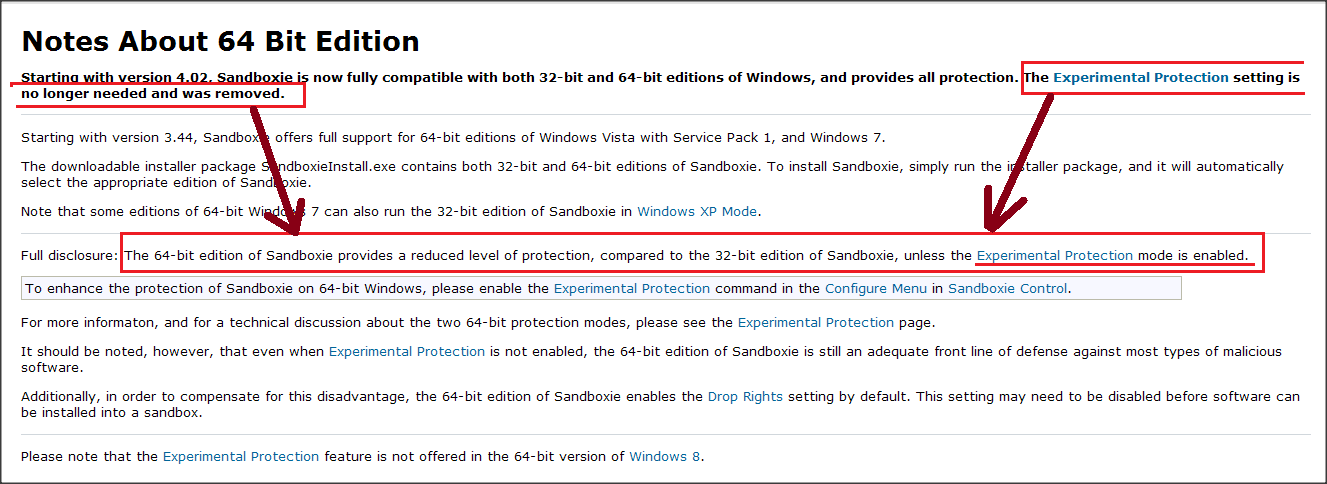 Notes About 64 Bit Edition
Starting with version 4.02, Sandboxie is now fully compatible with both 32-bit and 64-bit editions of Windows, and provides all protection. The Experimental Protection setting is
no longer needed and was removed.
Starting with version 3.44, Sandboxie offers full support for 64-bit editions of Windows Vista with Service Pack 1, and Windows 7.
The downloadable installer package SandboxieInstall.exe contains both 32-bit and 64-bit editions of Sandboxie. To install Sandboxie, simply run the installer package, and it will automatically
select the appropriate edition of Sandboxie.
Note that some editions of 64-bit Windows 7 can also run the 32-bit edition of Sandboxie in Windows XP Mode.
Full disclosure: The 64-bit edition of Sandboxie provides a reduced level of protection, compared to the 32-bit edition of Sandboxie, unless the Experimental Protection mode is enabled.
To enhance the protection of Sandboxie on 64-bit Windows, please enable the Experimental Protection command in the Configure Menu in Sandboxie Control.
For more informaton, and for a technical discussion about the two 64-bit protection modes, please see the Experimental Protection page.
It should be noted, however, that even when Experimental Protection is not enabled, the 64-bit edition of Sandboxie is still an adequate front line of defense against most types of malicious
software.
Additionally, in order to compensate for this disadvantage, the 64-bit edition of Sandboxie enables the Drop Rights setting by default. This setting may need to be disabled before software can
be installed into a sandbox.
Please note that the Experimental Protection feature is not offered in the 64-bit version of Windows 8.